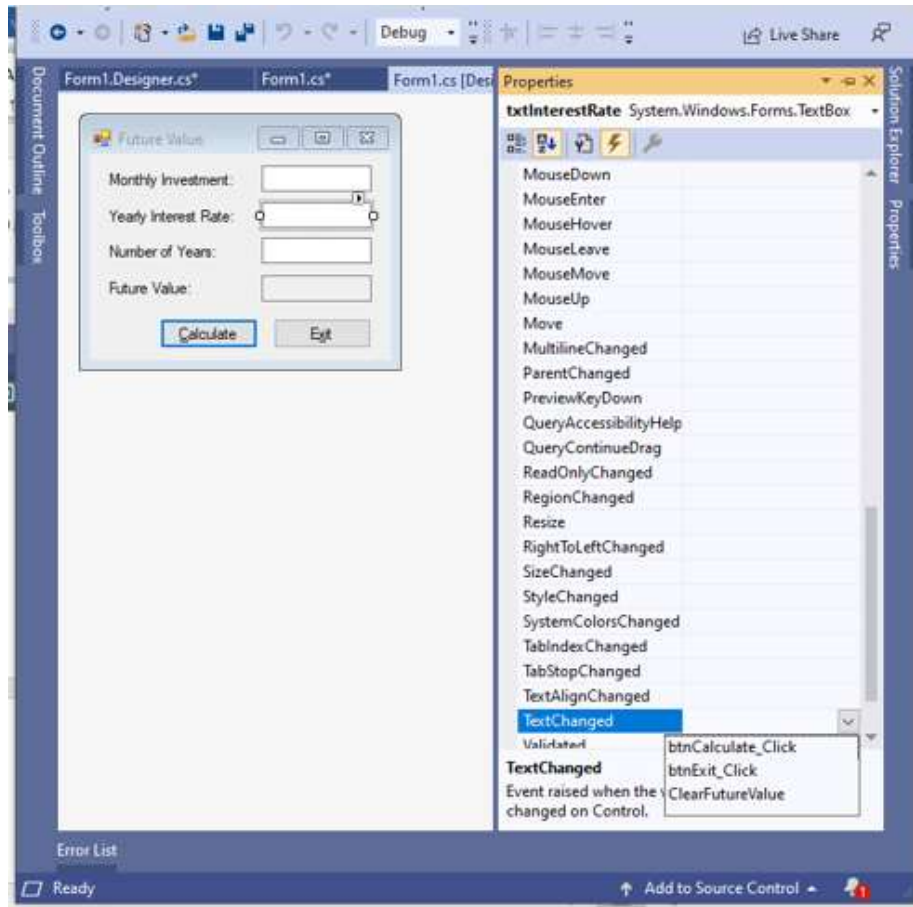 Debug
Live Share
Document Outline
Toolbox
Form1.Designer.cs*
Form1.cs*
Form1.cs [Desi
Future Value
Monthly Investment:
Yearly Interest Rate:
Number of Years:
Future Value:
Calculate
Exit
Properties
txtInterestRate System.Windows.Forms.TextBox
MouseDown
MouseEnter
MouseHover
MouseLeave
MouseMove
MouseUp
Move
MultilineChanged
ParentChanged
PreviewKeyDown
QueryAccessibilityHelp
QueryContinueDrag
ReadOnlyChanged
RegionChanged
Resize
RightToLeftChanged
SizeChanged
StyleChanged
SystemColorsChanged
TabIndexChanged
TabStopChanged
TextAlignChanged
TextChanged
Validated
btnCalculate_Click
btnExit_Click
ClearFutureValue
TextChanged
Event raised when the
changed on Control.
Solution Explorer
Properties
Error List
Ready
Add to Source Control
1